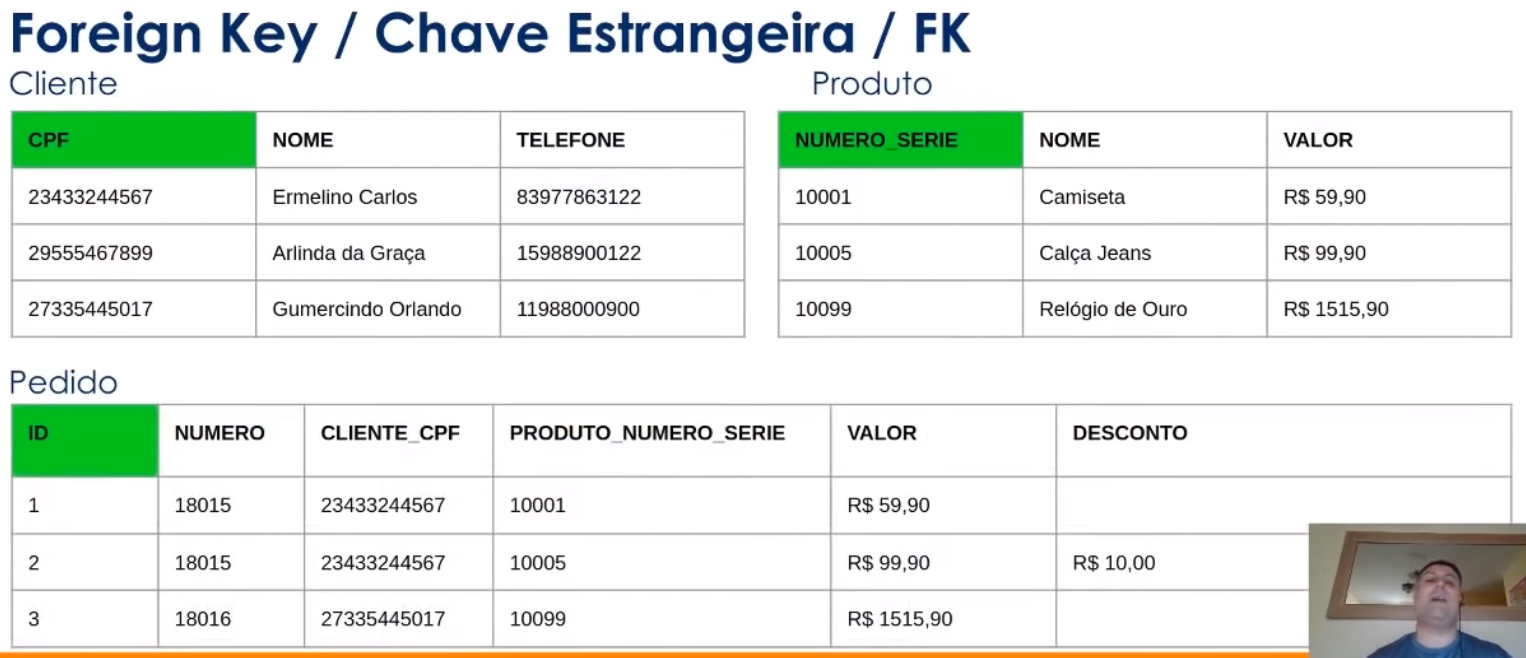 Foreign Key / Chave Estrangeira / FK
Cliente
CPF NOME TELEFONE
23433244567 Ermelino Carlos 83977863122
29555467899 Arlinda da Graça 15988900122
27335445017 Gumercindo Orlando 11988000900
Produto
NUMERO_SERIE NOME VALOR
10001 Camiseta R$ 59,90
10005 Calça Jeans R$ 99,90
10099 Relógio de Ouro R$ 1515,90
Pedido
ID NUMERO CLIENTE_CPF PRODUTO_NUMERO_SERIE VALOR DESCONTO
1 18015 23433244567 10001 R$ 59,90
2 18015 23433244567 10005 R$ 99,90 R$ 10,00
3 18016 27335445017 10099 R$ 1515,90